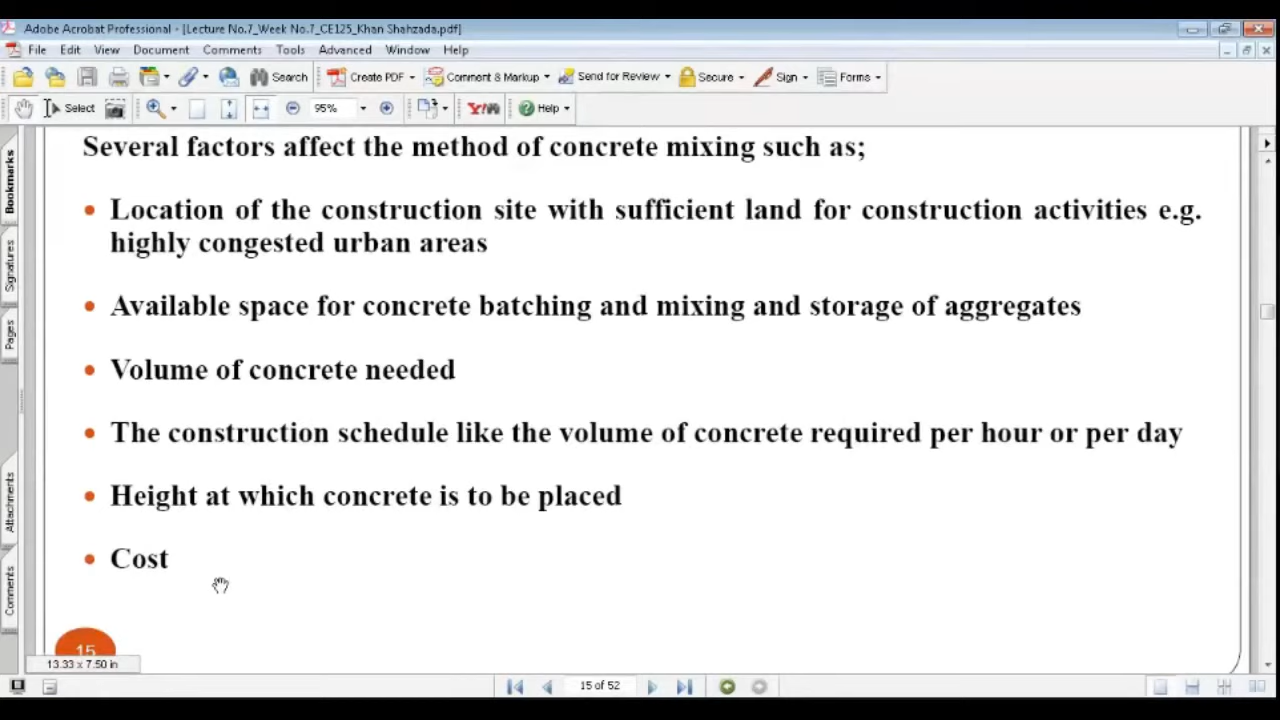 Adobe Acrobat Professional - [Lecture No.7_Week No.7_CE125_Khan Shahzada.pdf]
File Edit View Document Comments Tools Advanced Window Help
Search Create PDF Comment & Markup Send for Review Secure Sign Forms
Select 95% Y! Help
Bookmarks
Signatures
Pages
Attachments
Comments
Several factors affect the method of concrete mixing such as;
• Location of the construction site with sufficient land for construction activities e.g.
highly congested urban areas
• Available space for concrete batching and mixing and storage of aggregates
• Volume of concrete needed
• The construction schedule like the volume of concrete required per hour or per day
• Height at which concrete is to be placed
• Cost
15
13.33 x 7.50 in
15 of 52